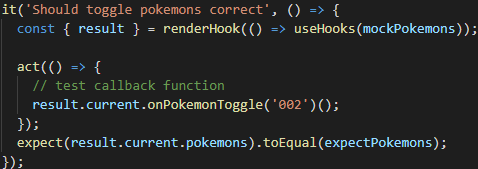 it('Should toggle pokemons correct', () => {
  const { result } = renderHook(() => useHooks(mockPokemons));
  act(() => {
    // test callback function
    result.current.onPokemonToggle('002')();
  });
  expect(result.current.pokemons).toEqual(expectPokemons);
});